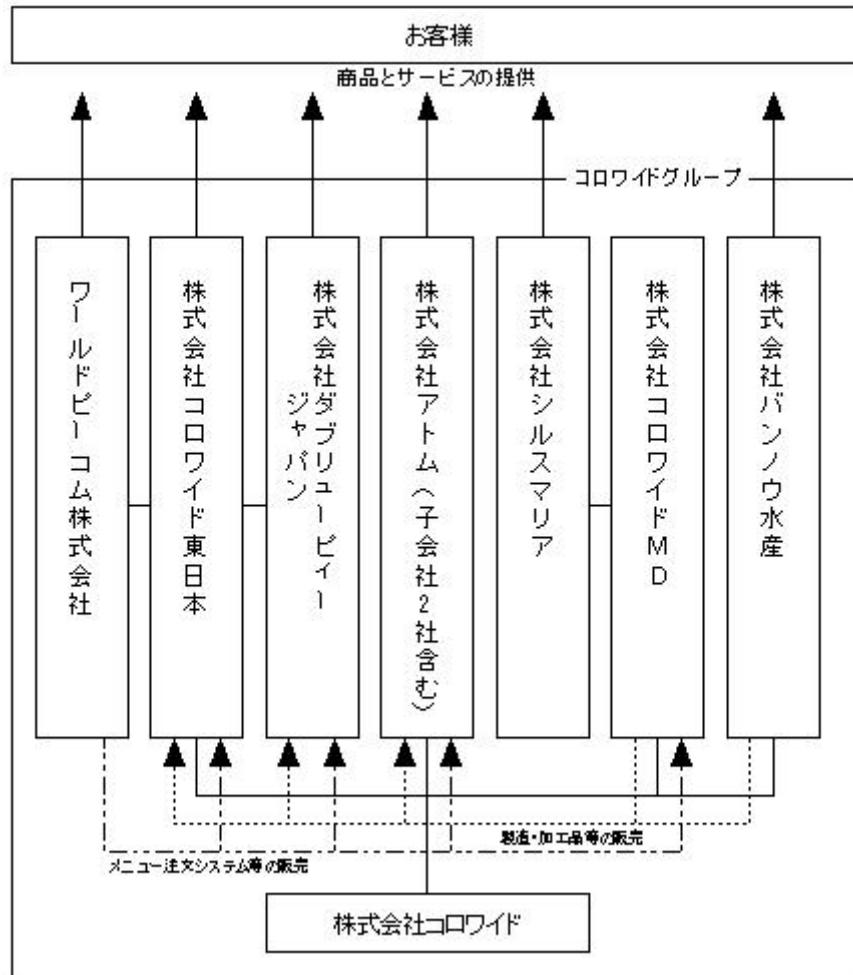 お客様
商品とサービスの提供
コロワイドグループ
ワールドピーコム株式会社
株式会社コロワイド東日本
株式会社ダブリューピィー
ジャパン
株式会社アトム（子会社2社含む）
株式会社シルスマリア
株式会社コロワイドMD
株式会社バンノウ水産
製造・加工品等の販売
メニュー注文システム等の販売
株式会社コロワイド